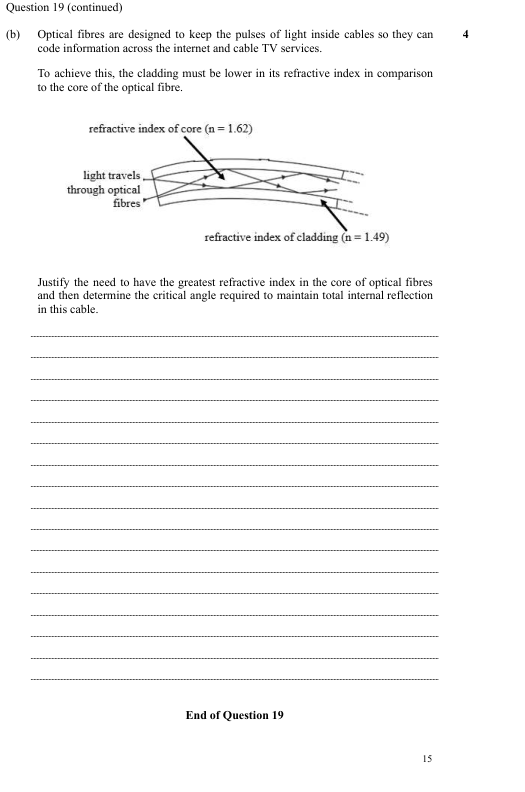 Question 19 (continued)
(b) Optical fibres are designed to keep the pulses of light inside cables so they can 4
code information across the internet and cable TV services.
To achieve this, the cladding must be lower in its refractive index in comparison
to the core of the optical fibre.
refractive index of core (n = 1.62)
light travels
through optical
fibres
refractive index of cladding (n = 1.49)
Justify the need to have the greatest refractive index in the core of optical fibres
and then determine the critical angle required to maintain total internal reflection
in this cable.
End of Question 19
15